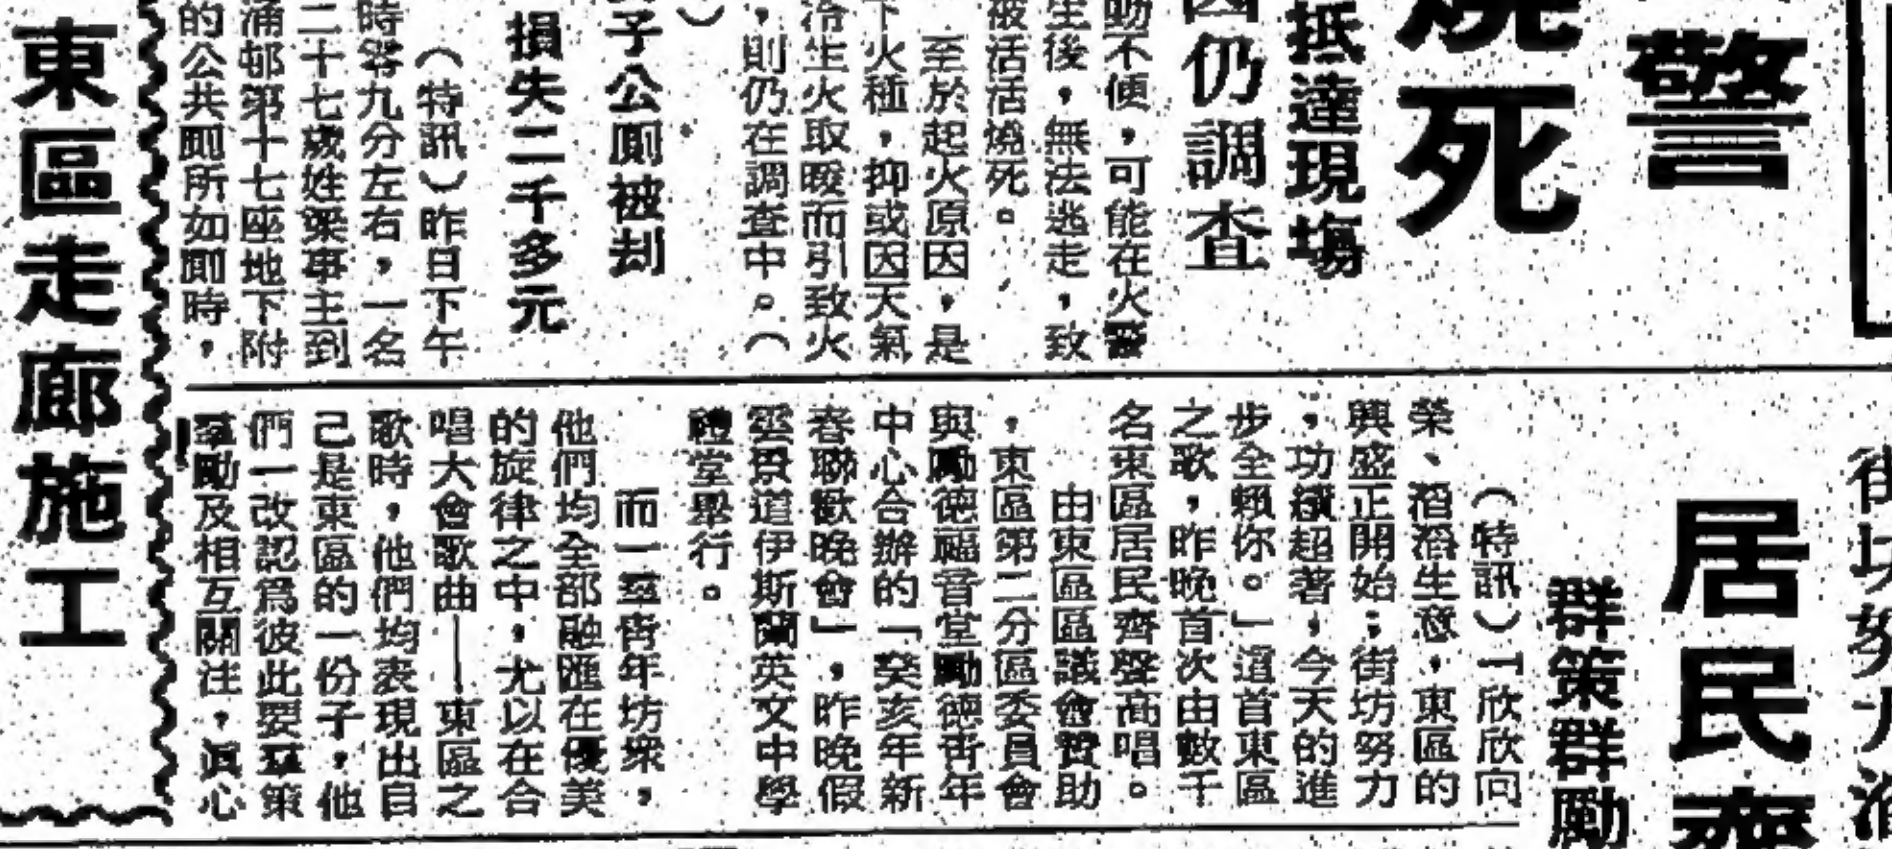 警
燒死
抵達現塲
因仍調查
動不便，可能在火警發
生後，無法逃走，致
被活活燒死。
至於起火原因，是
下火種，抑或因天氣
冷生火取暖而引致火
，則仍在調查中。（
）
子公厠被刦
損失二千多元
（特訊）昨日下午
時零九分左右，一名
二十七歲姓梁事主到
涌邨第十七座地下附
的公共厠所如厠時，
東區走廊施工
街坊努力
居民齊
群策群勵
（特訊）「欣欣向
榮、滔滔生意，東區的
興盛正開始；街坊努力
，功績超著，今天的進
步全賴你。」這首東區
之歌，昨晚首次由數千
名東區居民齊聲高唱。
由東區區議會贊助
，東區第二分區委員會
與勵德福音堂勵德青年
中心合辦的「癸亥年新
春聯歡晚會」，昨晚假
雲景道伊斯蘭英文中學
禮堂舉行。
而一羣青年坊衆，
他們均全部融匯在優美
的旋律之中，尤以在合
唱大會歌曲——東區之
歌時，他們均表現出自
己是東區的一份子，他
們一改認爲彼此要羣策
羣勵及相互關注，眞心